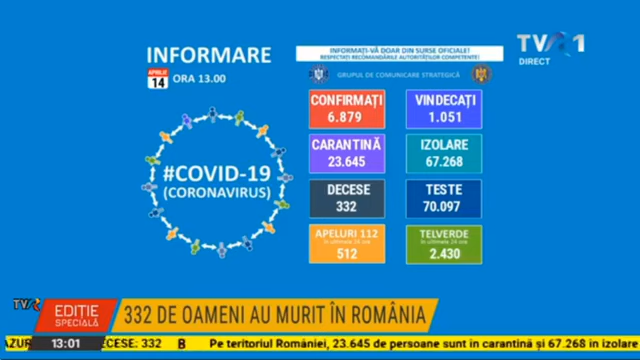 INFORMARE
APRILIE
14
ORA 13.00
#COVID-19
(CORONAVIRUS)
INFORMAȚI-VĂ DOAR DIN SURSE OFICIALE!
RESPECTAȚI RECOMANDĂRILE AUTORITĂȚILOR COMPETENTE!
GRUPUL DE COMUNICARE STRATEGICĂ
CONFIRMAȚI
6.879
VINDECAȚI
1.051
CARANTINĂ
23.645
IZOLARE
67.268
DECESE
332
TESTE
70.097
APELURI 112
în ultimele 24 ore
512
TELVERDE
în ultimele 24 ore
2.430
TVR 1
DIRECT
TVR
EDIȚIE
SPECIALĂ
332 DE OAMENI AU MURIT ÎN ROMÂNIA
13:01
AZUR
DECESE: 332 B Pe teritoriul României, 23.645 de persoane sunt în carantină și 67.268 în izolare